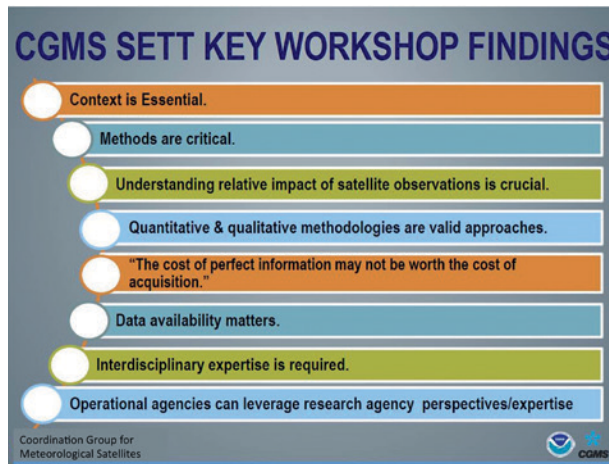 CGMS SETT KEY WORKSHOP FINDINGS
Context is Essential.
Methods are critical.
Understanding relative impact of satellite observations is crucial.
Quantitative & qualitative methodologies are valid approaches.
“The cost of perfect information may not be worth the cost of
acquisition.”
Data availability matters.
Interdisciplinary expertise is required.
Operational agencies can leverage research agency perspectives/expertise
Coordination Group for
Meteorological Satellites
CGMS